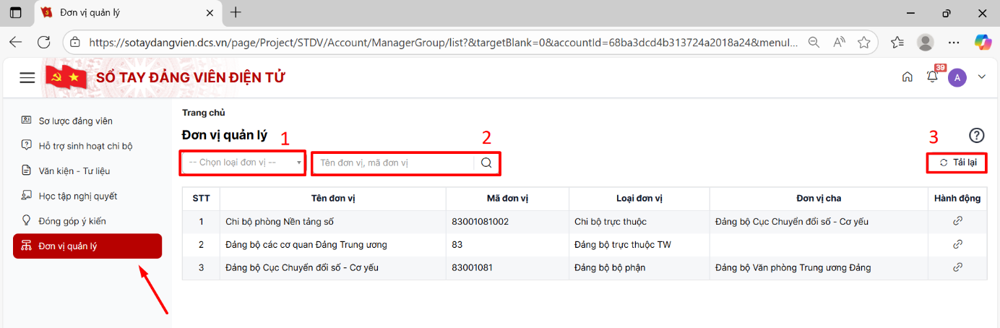 Đơn vị quản lý
https://sotaydangvien.dcs.vn/page/Project/STDV/Account/ManagerGroup/list?&targetBlank=0&accountId=68ba3dcd4b313724a2018a24&menuI...
SỔ TAY ĐẢNG VIÊN ĐIỆN TỬ
39
A
Sơ lược đảng viên
Hỗ trợ sinh hoạt chi bộ
Văn kiện - Tư liệu
Học tập nghị quyết
Đóng góp ý kiến
Đơn vị quản lý
Trang chủ
Đơn vị quản lý
1
2
3
-- Chọn loại đơn vị --
Tên đơn vị, mã đơn vị
Tải lại
STT Tên đơn vị Mã đơn vị Loại đơn vị Đơn vị cha Hành động
1 Chi bộ phòng Nền tảng số 83001081002 Chi bộ trực thuộc Đảng bộ Cục Chuyển đổi số - Cơ yếu
2 Đảng bộ các cơ quan Đảng Trung ương 83 Đảng bộ trực thuộc TW
3 Đảng bộ Cục Chuyển đổi số - Cơ yếu 83001081 Đảng bộ bộ phận Đảng bộ Văn phòng Trung ương Đảng